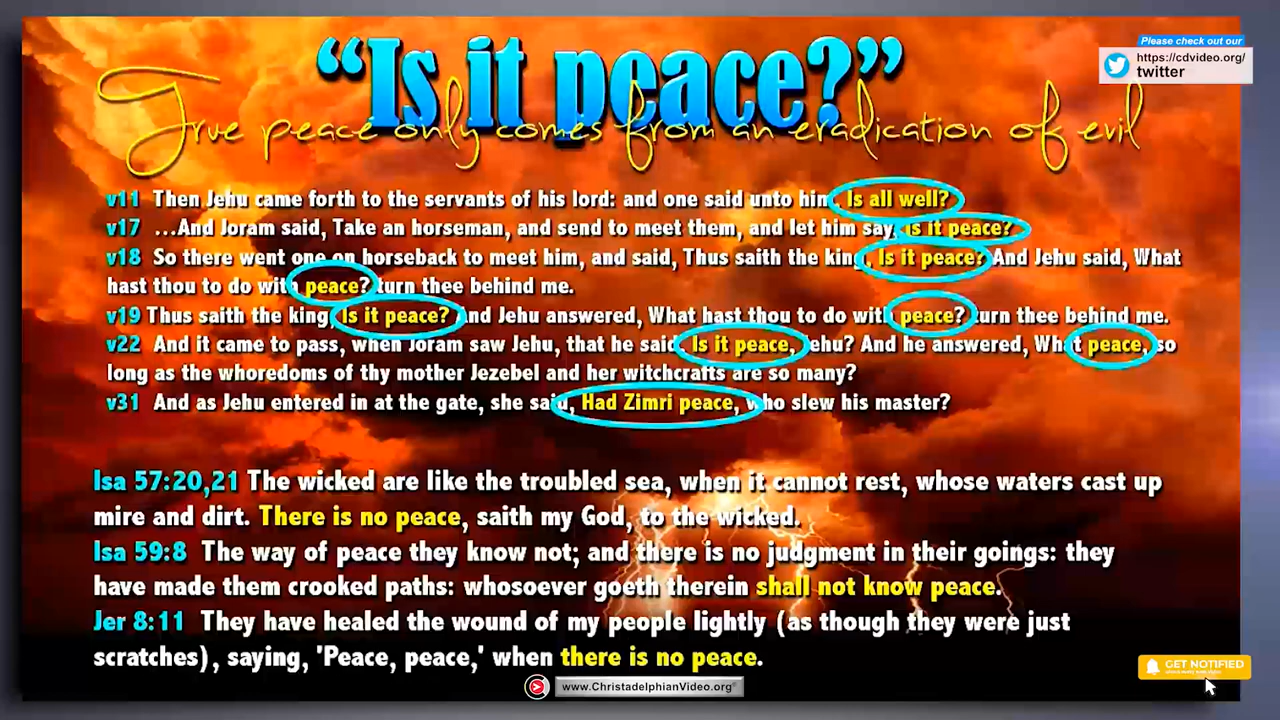 "Is it peace?"
Please check out our
https://cdvideo.org/
twitter
True peace only comes from an eradication of evil
v11 Then Jehu came forth to the servants of his lord: and one said unto him, Is all well?
v17 ...And Joram said, Take an horseman, and send to meet them, and let him say, Is it peace?
v18 So there went one on horseback to meet him, and said, Thus saith the king, Is it peace? And Jehu said, What
hast thou to do with peace? turn thee behind me.
v19 Thus saith the king, Is it peace? And Jehu answered, What hast thou to do with peace? turn thee behind me.
v22 And it came to pass, when Joram saw Jehu, that he said, Is it peace, Jehu? And he answered, What peace, so
long as the whoredoms of thy mother Jezebel and her witchcrafts are so many?
v31 And as Jehu entered in at the gate, she said, Had Zimri peace, who slew his master?
Isa 57:20,21 The wicked are like the troubled sea, when it cannot rest, whose waters cast up
mire and dirt. There is no peace, saith my God, to the wicked.
Isa 59:8 The way of peace they know not; and there is no judgment in their goings: they
have made them crooked paths: whosoever goeth therein shall not know peace.
Jer 8:11 They have healed the wound of my people lightly (as though they were just
scratches), saying, 'Peace, peace,' when there is no peace.
GET NOTIFIED
www.ChristadelphianVideo.org